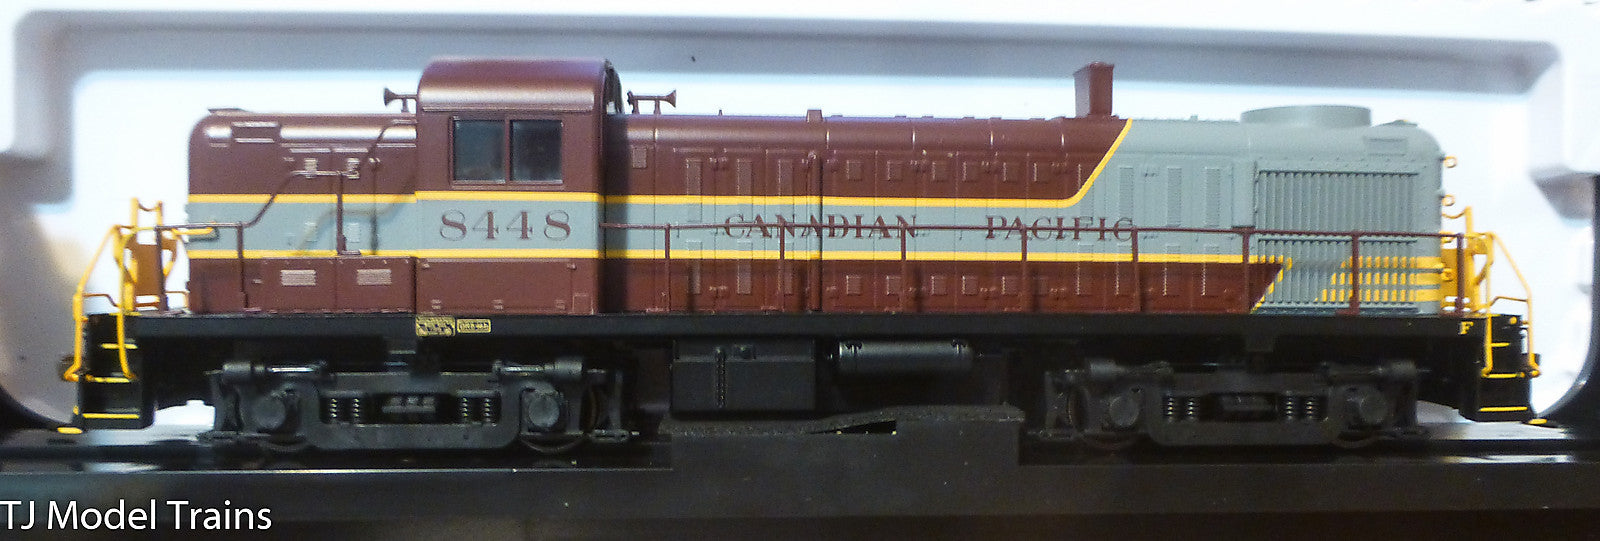 8448 CANADIAN PACIFIC
F
TJ Model Trains